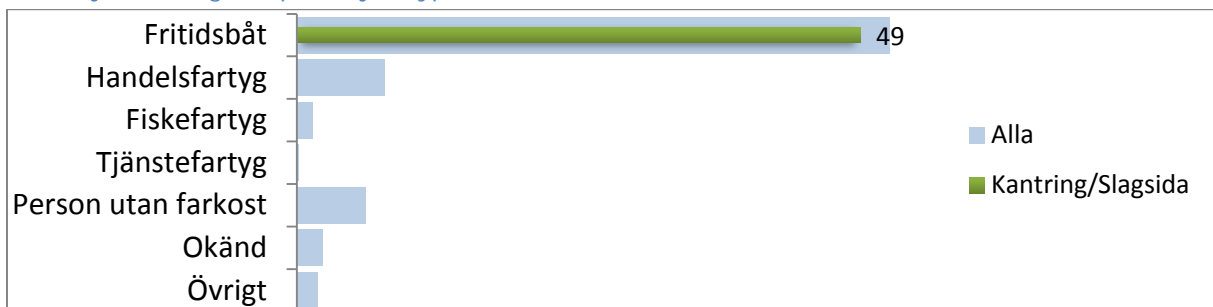 Fritidsbåt
49
Handelsfartyg
Fiskefartyg
Tjänstefartyg
Person utan farkost
Okänd
Övrigt
Alla
Kantring/Slagsida